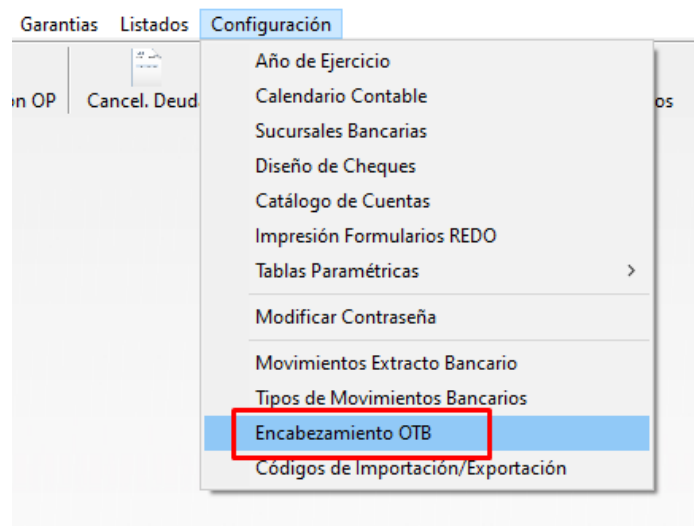 Garantias Listados Configuración
on OP Cancel. Deud os
Año de Ejercicio
Calendario Contable
Sucursales Bancarias
Diseño de Cheques
Catálogo de Cuentas
Impresión Formularios REDO
Tablas Paramétricas >
Modificar Contraseña
Movimientos Extracto Bancario
Tipos de Movimientos Bancarios
Encabezamiento OTB
Códigos de Importación/Exportación